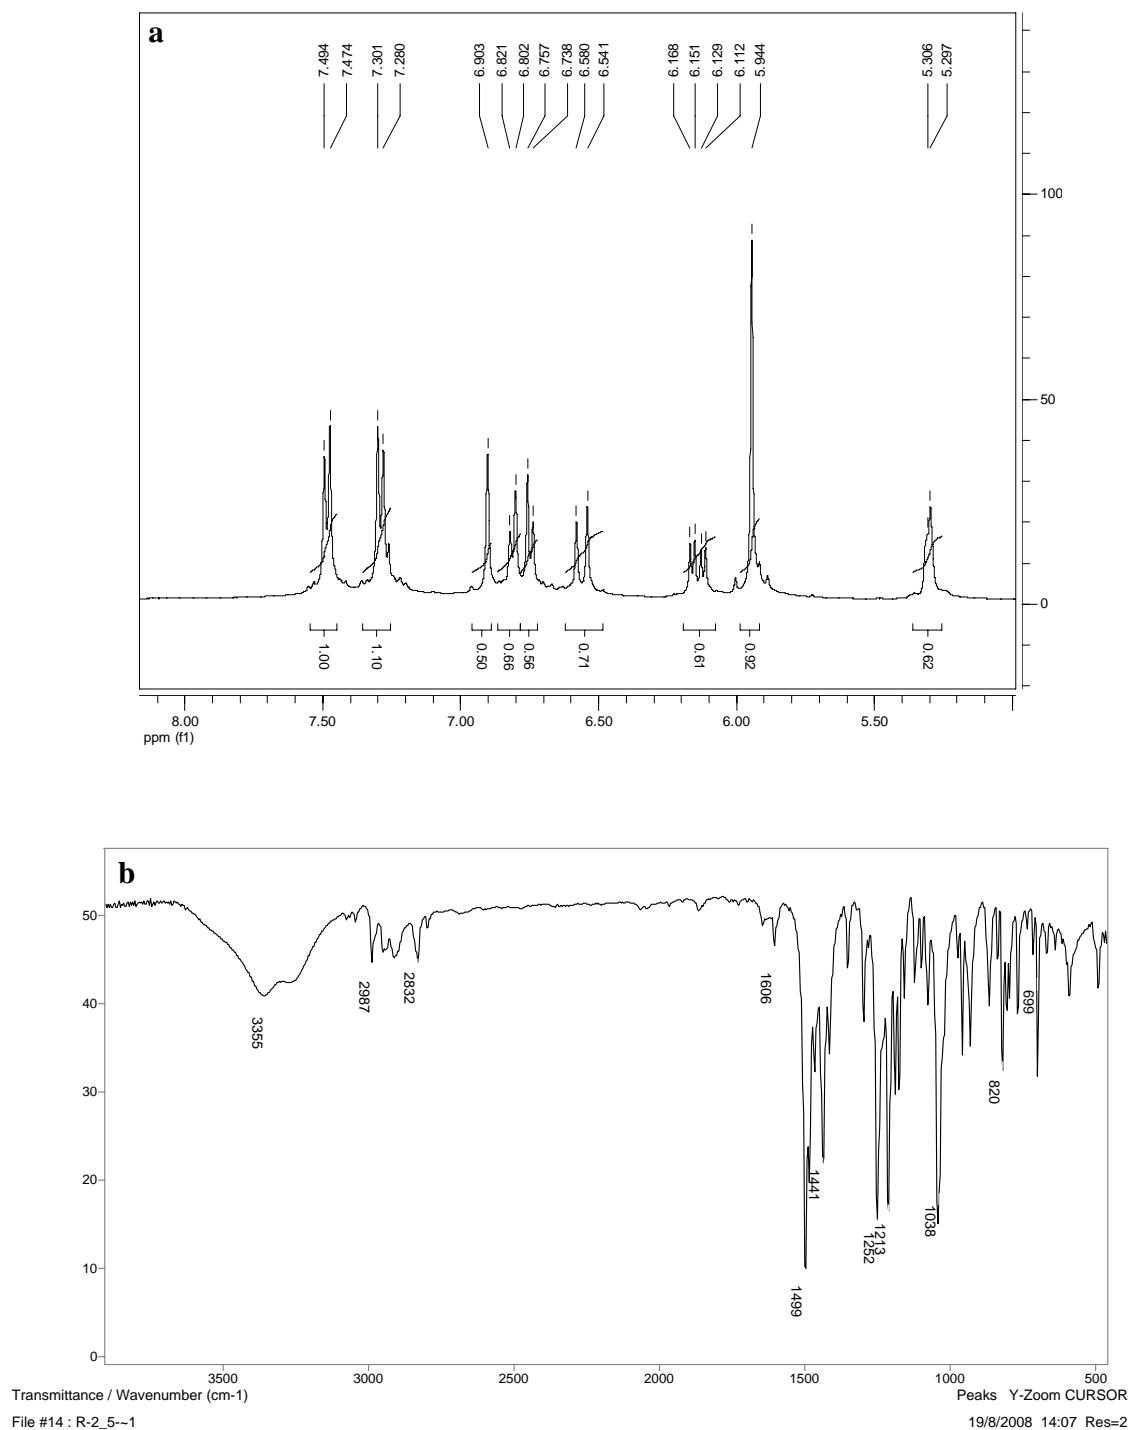 a
7.494 7.474 7.301 7.280 6.903 6.821 6.802 6.757 6.738 6.580 6.541 6.168 6.151 6.129 6.112 5.944 5.306 5.297
100
50
0
1.00 1.10 0.50 0.66 0.56 0.71 0.61 0.92 0.62
8.00 7.50 7.00 6.50 6.00 5.50
ppm (f1)
b
50
40
30
20
10
0
3355 2987 2832 1606 1499 1441 1252 1213 1038 820 699
3500 3000 2500 2000 1500 1000 500
Transmittance / Wavenumber (cm-1) Peaks Y-Zoom CURSOR
File #14 : R-2_5-~1 19/8/2008 14:07 Res=2